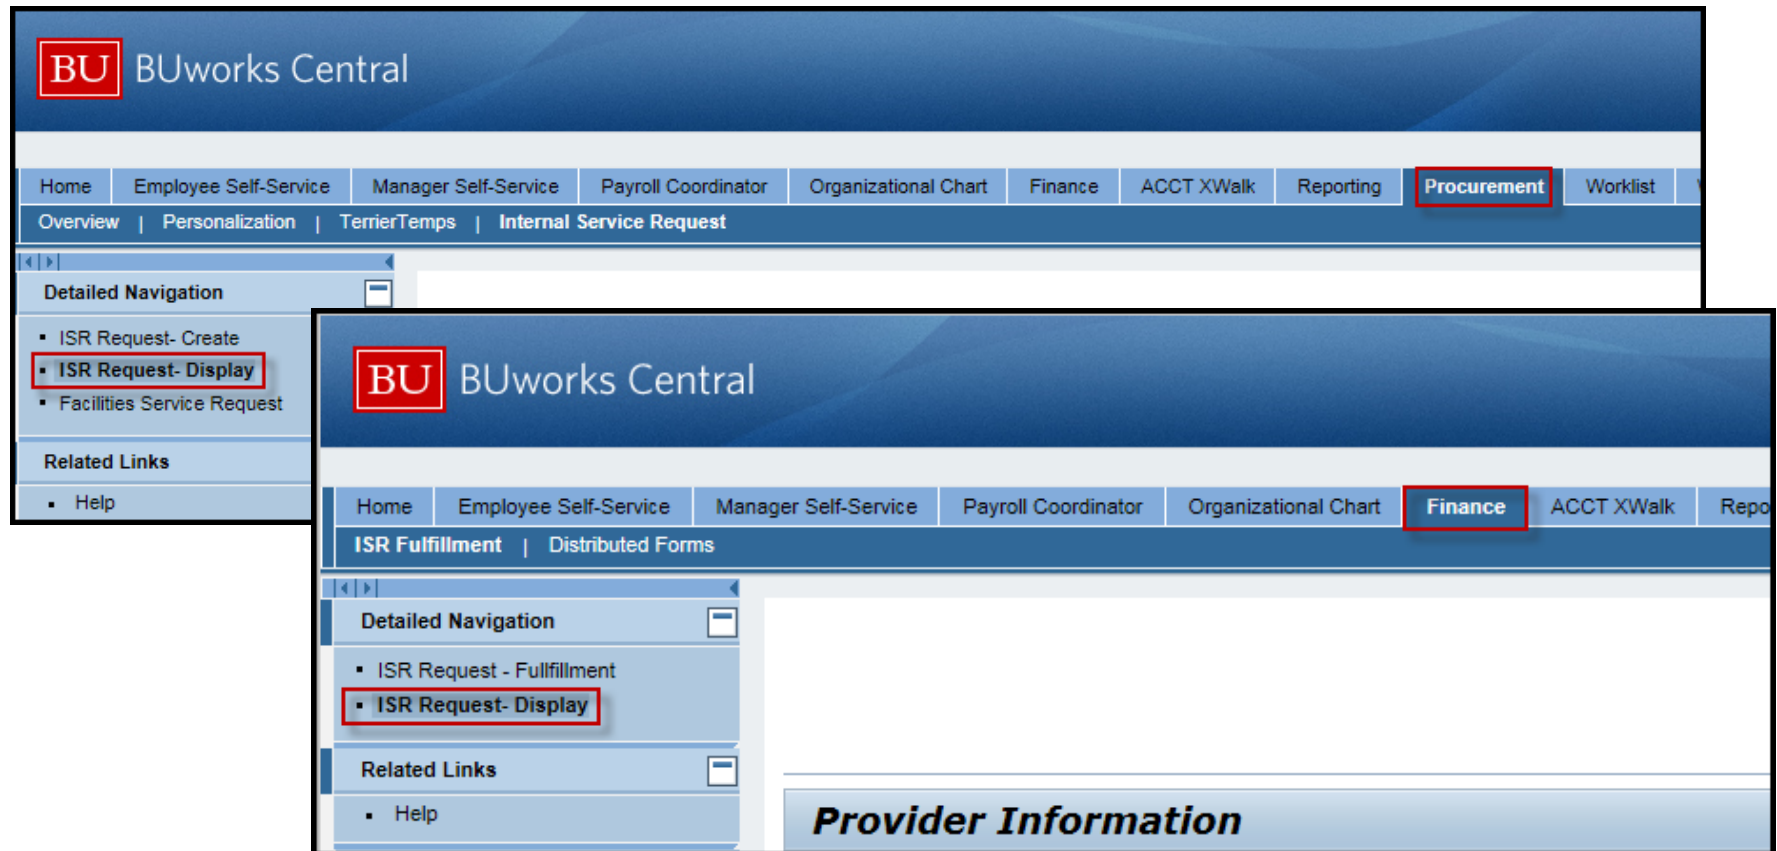 BU BUworks Central
Home Employee Self-Service Manager Self-Service Payroll Coordinator Organizational Chart Finance ACCT XWalk Reporting Procurement Worklist
Overview | Personalization | TerrierTemps | Internal Service Request
Detailed Navigation
ISR Request- Create
ISR Request- Display
Facilities Service Request
Related Links
Help
BU BUworks Central
Home Employee Self-Service Manager Self-Service Payroll Coordinator Organizational Chart Finance ACCT XWalk Repo
ISR Fulfillment | Distributed Forms
Detailed Navigation
ISR Request - Fullfillment
ISR Request- Display
Related Links
Help
Provider Information